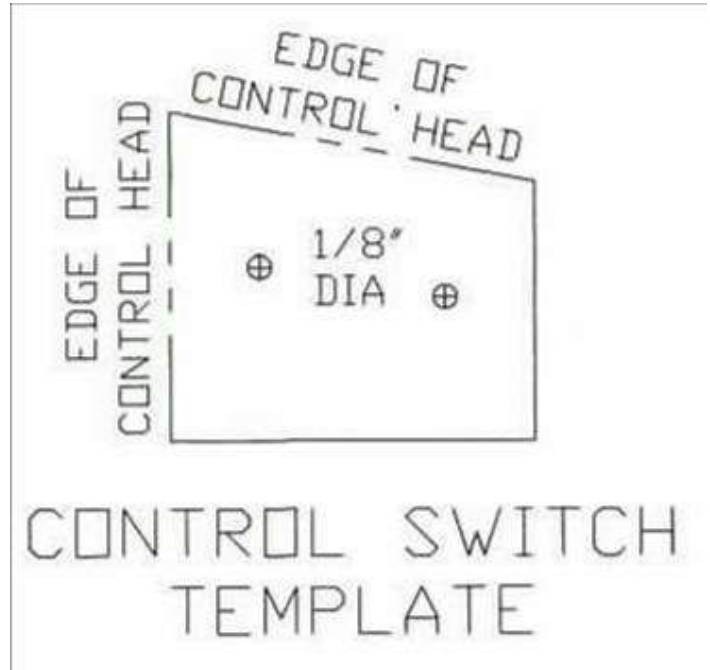 EDGE OF
CONTROL HEAD
EDGE OF
CONTROL HEAD
1/8"
DIA
CONTROL SWITCH
TEMPLATE